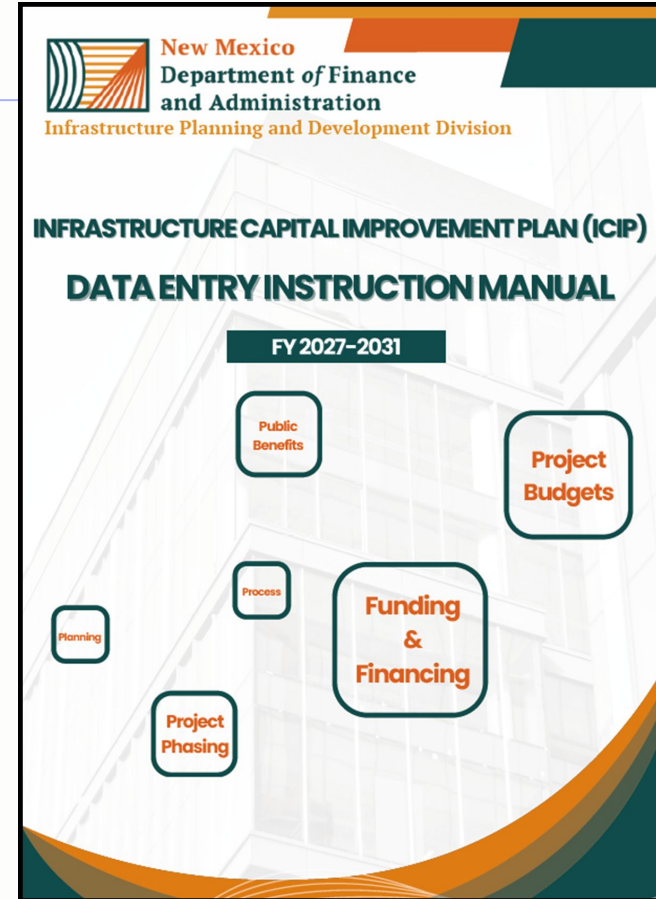 New Mexico
Department of Finance
and Administration
Infrastructure Planning and Development Division
INFRASTRUCTURE CAPITAL IMPROVEMENT PLAN (ICIP)
DATA ENTRY INSTRUCTION MANUAL
FY 2027-2031
Public
Benefits
Project
Budgets
Process
Funding
&
Financing
Planning
Project
Phasing